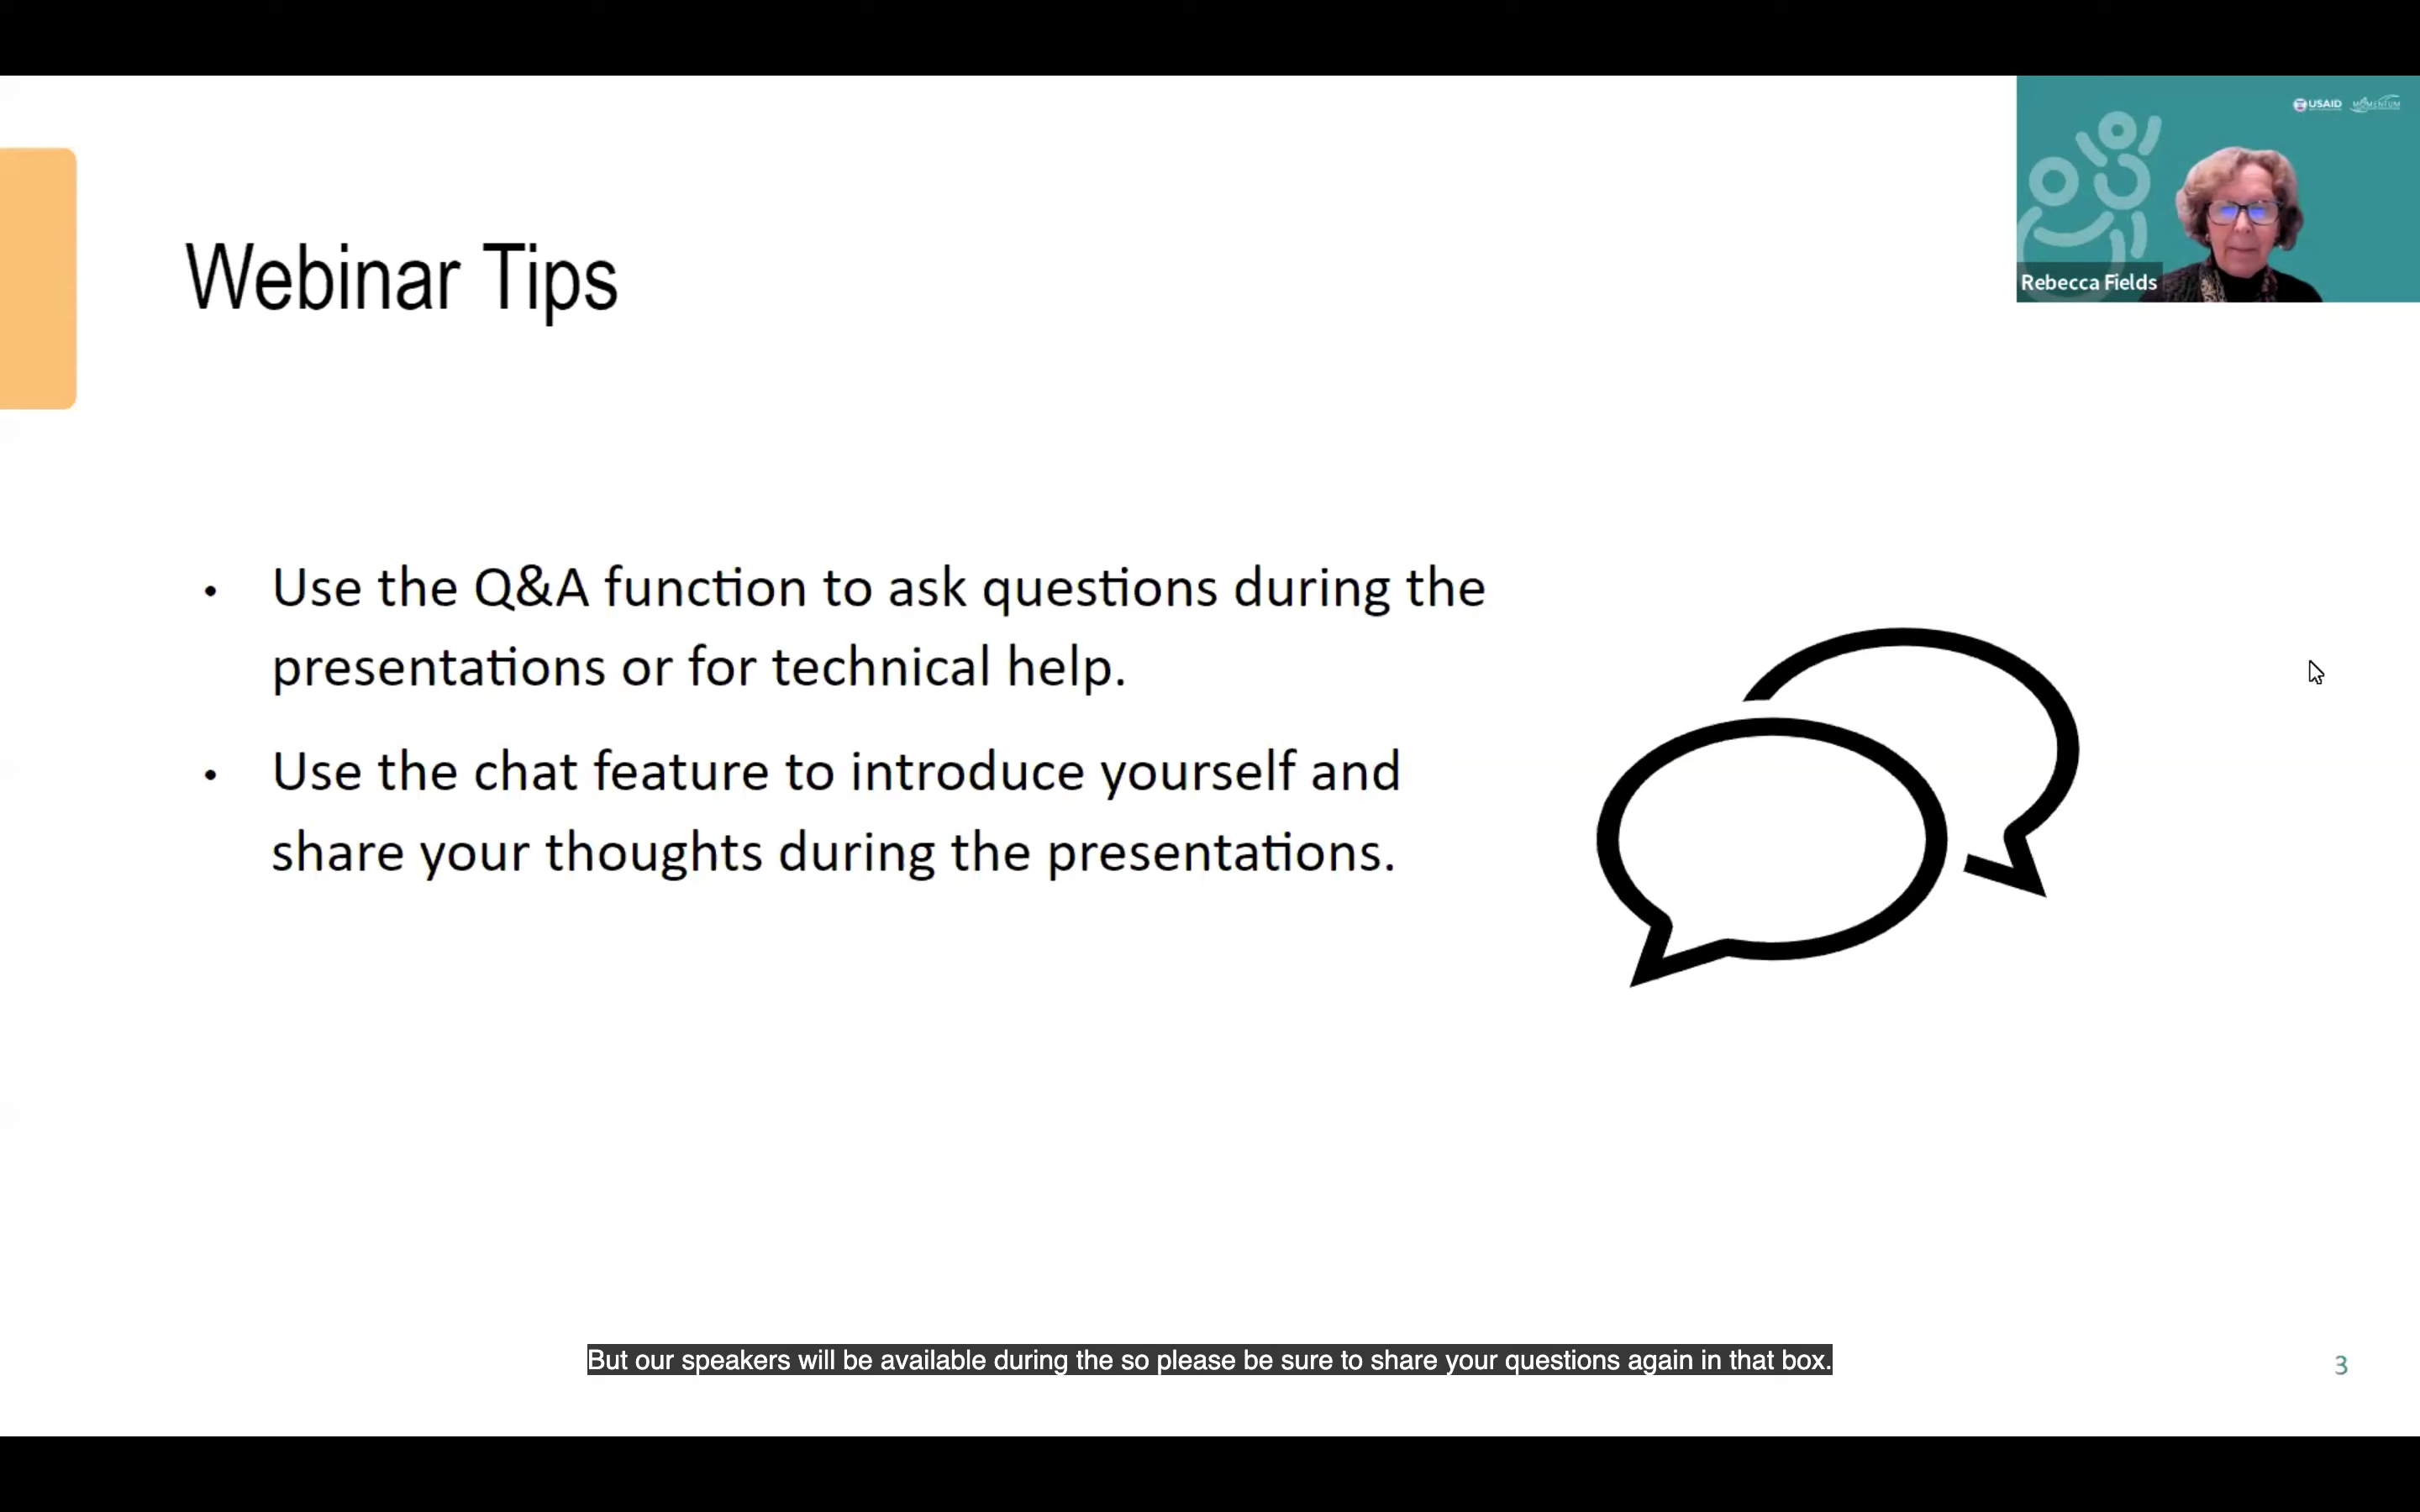 USAID MOMENTUM
Rebecca Fields
Webinar Tips
• Use the Q&A function to ask questions during the
presentations or for technical help.
• Use the chat feature to introduce yourself and
share your thoughts during the presentations.
But our speakers will be available during the so please be sure to share your questions again in that box.
3